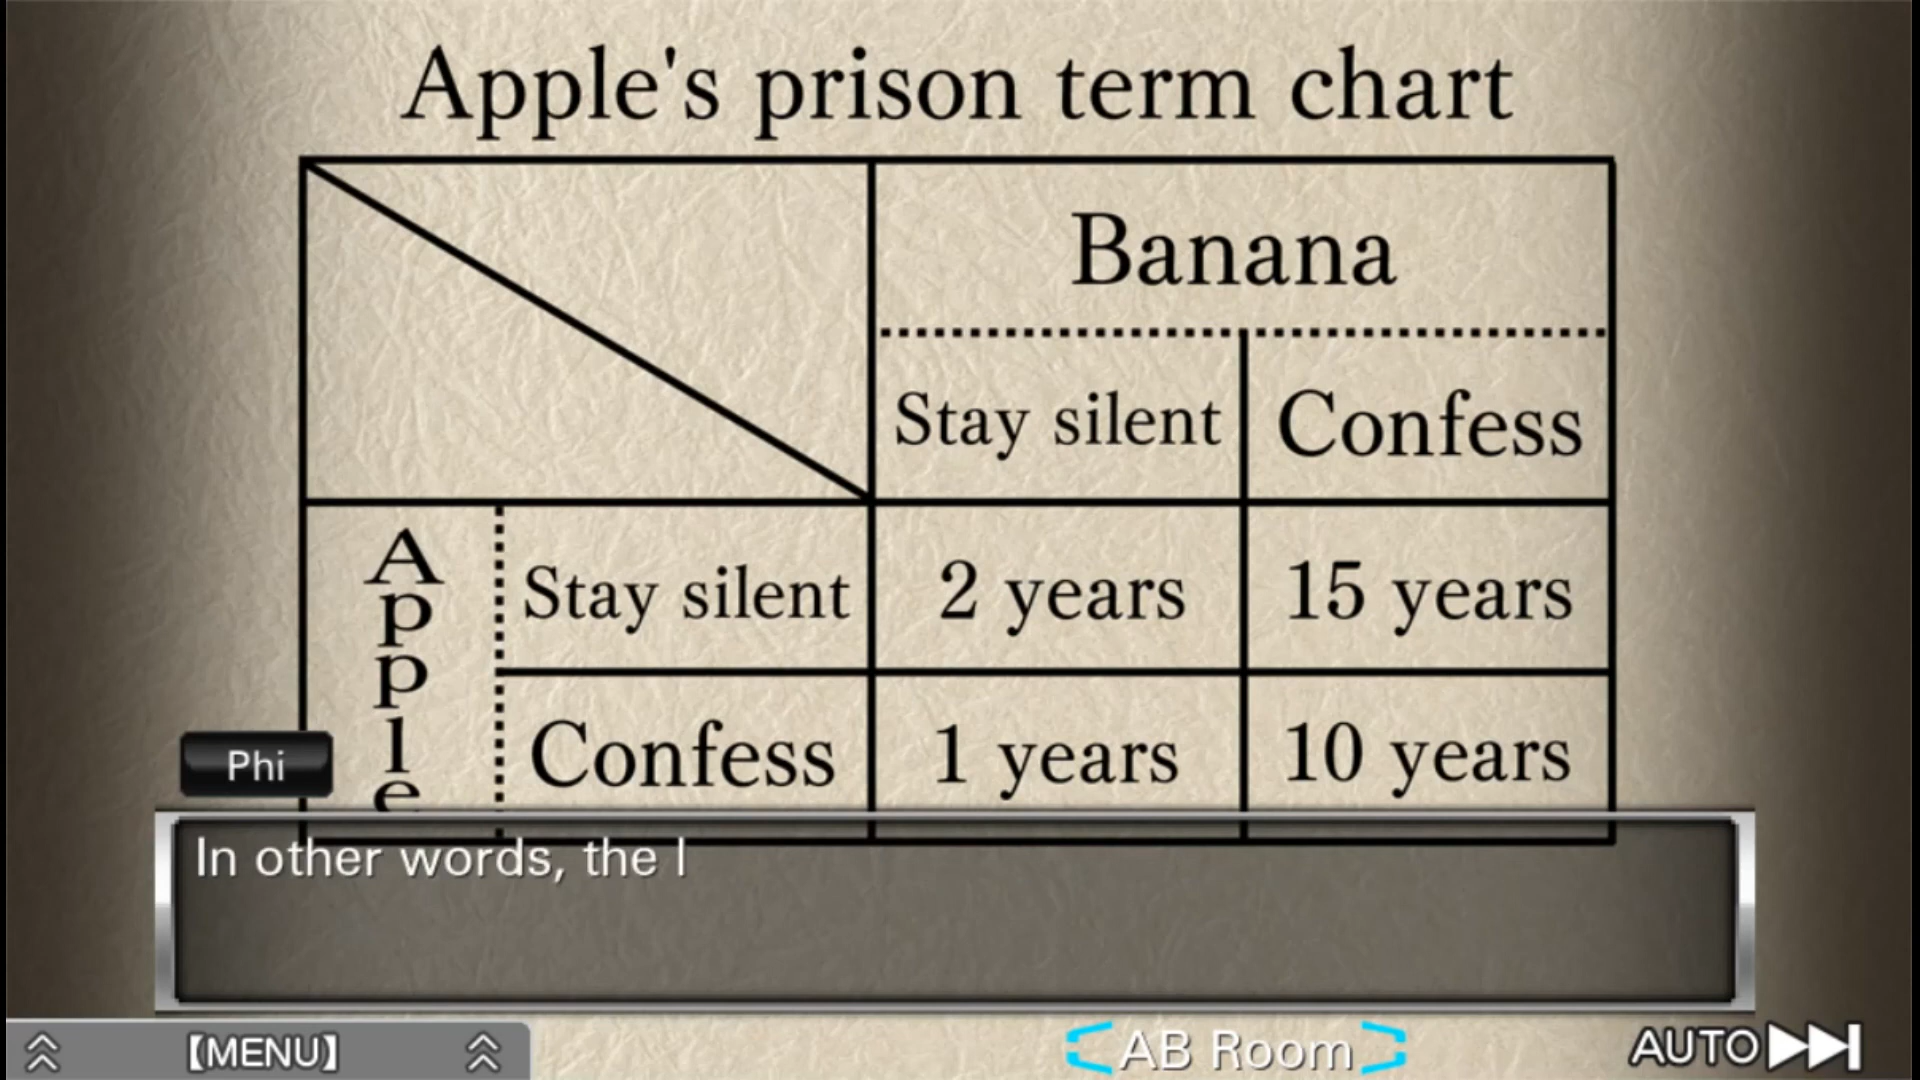 Apple's prison term chart
Banana
Stay silent Confess
Apple
Stay silent 2 years 15 years
Confess 1 years 10 years
Phi
In other words, the l
【MENU】
AB Room
AUTO